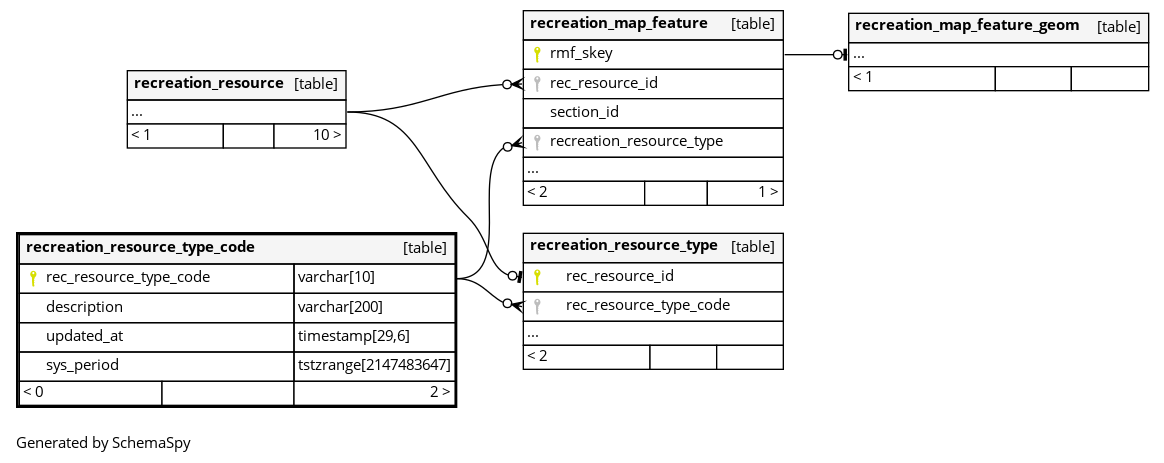 recreation_resource [table]
...
< 1 10 >
recreation_resource_type_code [table]
rec_resource_type_code varchar[10]
description varchar[200]
updated_at timestamp[29,6]
sys_period tstzrange[2147483647]
< 0 2 >
recreation_map_feature [table]
rmf_skey
rec_resource_id
section_id
recreation_resource_type
...
< 2 1 >
recreation_resource_type [table]
rec_resource_id
rec_resource_type_code
...
< 2
recreation_map_feature_geom [table]
...
< 1
Generated by SchemaSpy